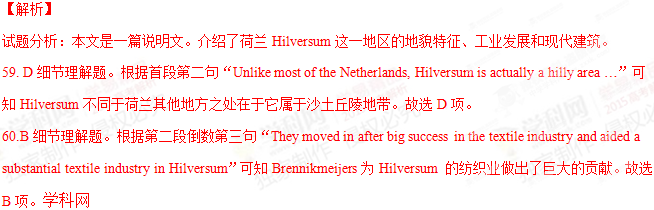 【解析】
试题分析：本文是一篇说明文。介绍了荷兰 Hilversum 这一地区的地貌特征、工业发展和现代建筑。
59. D 细节理解题。根据首段第二句“Unlike most of the Netherlands, Hilversum is actually a hilly area …”可
知 Hilversum 不同于荷兰其他地方之处在于它属于沙土丘陵地带。故选 D 项。
60.B 细节理解题。根据第二段倒数第三句“They moved in after big success in the textile industry and aided a
substantial textile industry in Hilversum”可知 Brennikmeijers 为 Hilversum 的纺织业做出了巨大的贡献。故选
B 项。学科网